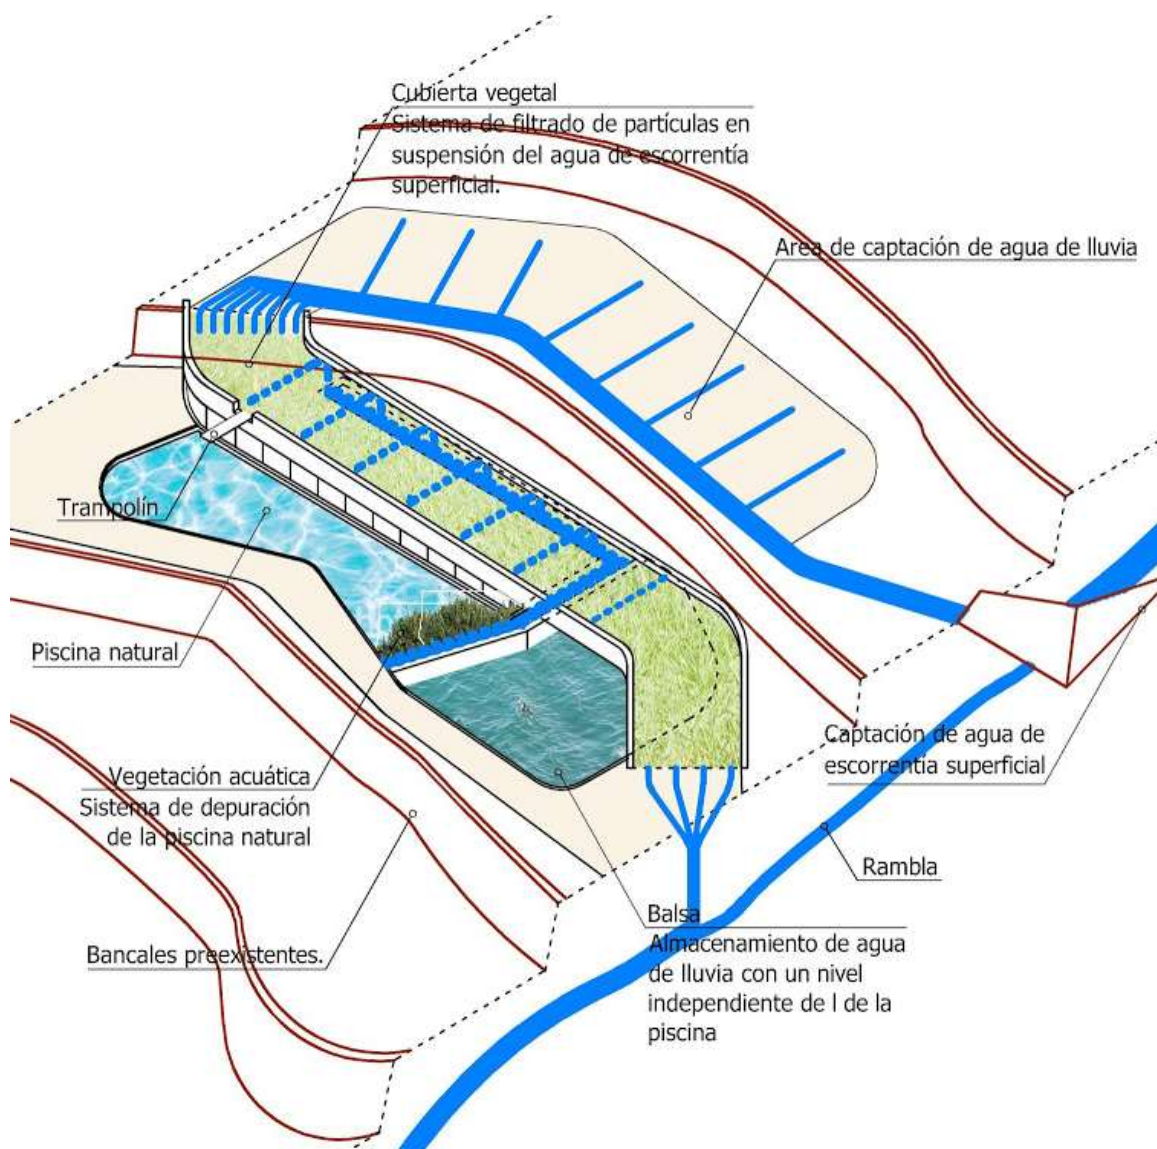 Cubierta vegetal
Sistema de filtrado de partículas en
suspensión del agua de escorrentía
superficial.
Area de captación de agua de lluvia
Trampolín
Piscina natural
Captación de agua de
escorrentía superficial
Vegetación acuática
Sistema de depuración
de la piscina natural
Rambla
Bancales preexistentes.
Balsa
Almacenamiento de agua
de lluvia con un nivel
independiente de l de la
piscina